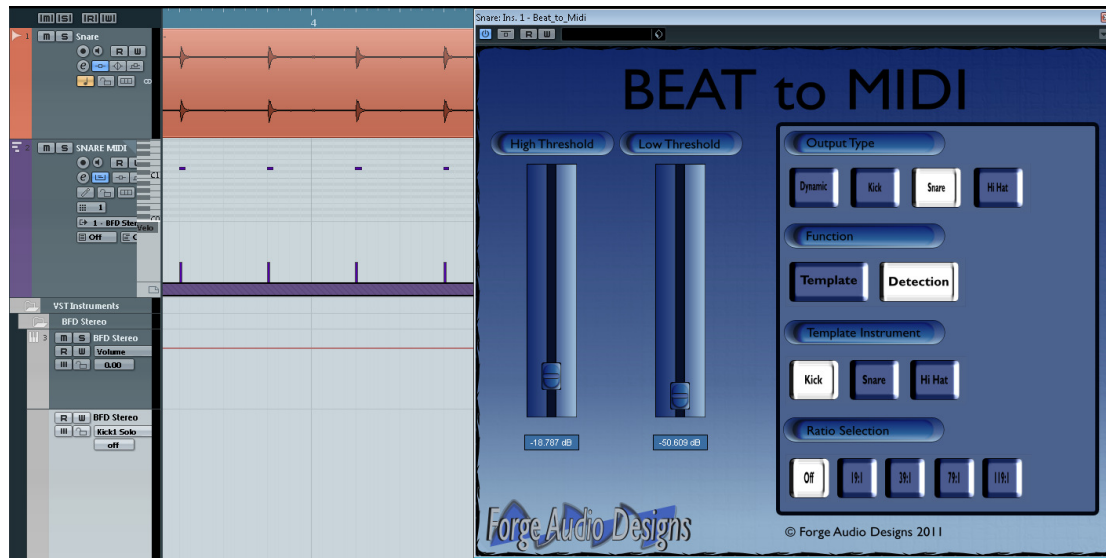 M S R W
4
1 M S Snare
R W
e
2 M S SNARE MIDI
R
e
C1
1
1 - BFD Ster
C0
Velo
Off
VST Instruments
BFD Stereo
3 M S BFD Stereo
R W Volume
0.00
R W BFD Stereo
Kick1 Solo
off
Snare: Ins. 1 - Beat_to_Midi
R W
BEAT to MIDI
High Threshold
Low Threshold
-18.787 dB
-50.609 dB
Output Type
Dynamic Kick Snare Hi Hat
Function
Template Detection
Template Instrument
Kick Snare Hi Hat
Ratio Selection
Off 19:1 39:1 79:1 119:1
Forge Audio Designs
© Forge Audio Designs 2011